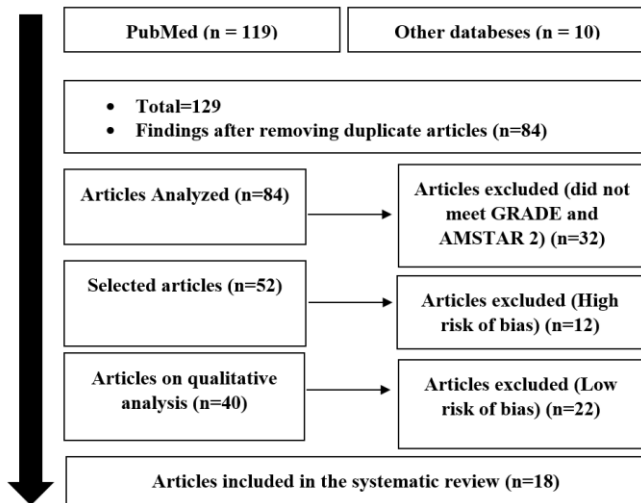 PubMed (n = 119)
Other databeses (n = 10)
• Total=129
• Findings after removing duplicate articles (n=84)
Articles Analyzed (n=84)
Articles excluded (did
not meet GRADE and
AMSTAR 2) (n=32)
Selected articles (n=52)
Articles excluded (High
risk of bias) (n=12)
Articles on qualitative
analysis (n=40)
Articles excluded (Low
risk of bias) (n=22)
Articles included in the systematic review (n=18)